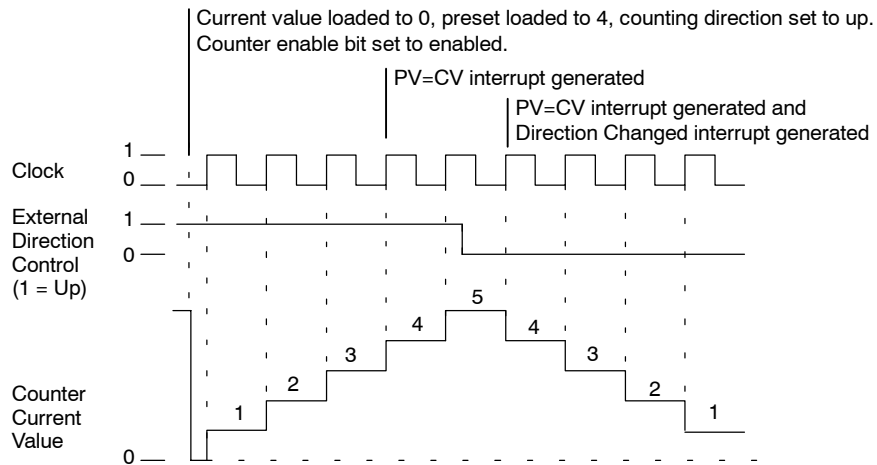 Current value loaded to 0, preset loaded to 4, counting direction set to up.
Counter enable bit set to enabled.
PV=CV interrupt generated
PV=CV interrupt generated and
Direction Changed interrupt generated
Clock
1
0
External
Direction
Control
(1 = Up)
1
0
Counter
Current
Value
0
1
2
3
4
5
4
3
2
1